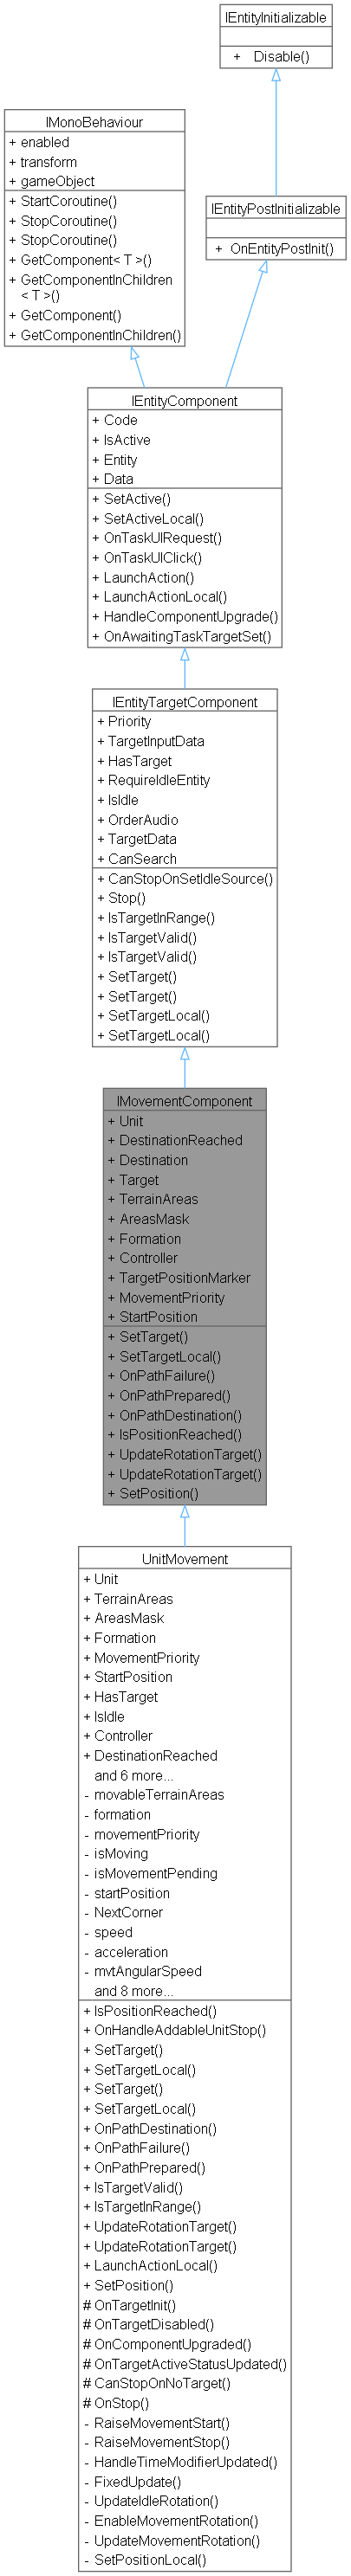 IEntityInitializable
+ Disable()
IMonoBehaviour
+ enabled
+ transform
+ gameObject
+ StartCoroutine()
+ StopCoroutine()
+ StopCoroutine()
+ GetComponent< T >()
+ GetComponentInChildren
< T >()
+ GetComponent()
+ GetComponentInChildren()
IEntityPostInitializable
+ OnEntityPostInit()
IEntityComponent
+ Code
+ IsActive
+ Entity
+ Data
+ SetActive()
+ SetActiveLocal()
+ OnTaskUIRequest()
+ OnTaskUIClick()
+ LaunchAction()
+ LaunchActionLocal()
+ HandleComponentUpgrade()
+ OnAwaitingTaskTargetSet()
IEntityTargetComponent
+ Priority
+ TargetInputData
+ HasTarget
+ RequireIdleEntity
+ IsIdle
+ OrderAudio
+ TargetData
+ CanSearch
+ CanStopOnSetIdleSource()
+ Stop()
+ IsTargetInRange()
+ IsTargetValid()
+ IsTargetValid()
+ SetTarget()
+ SetTarget()
+ SetTargetLocal()
+ SetTargetLocal()
IMovementComponent
+ Unit
+ DestinationReached
+ Destination
+ Target
+ TerrainAreas
+ AreasMask
+ Formation
+ Controller
+ TargetPositionMarker
+ MovementPriority
+ StartPosition
+ SetTarget()
+ SetTargetLocal()
+ OnPathFailure()
+ OnPathPrepared()
+ OnPathDestination()
+ IsPositionReached()
+ UpdateRotationTarget()
+ UpdateRotationTarget()
+ SetPosition()
UnitMovement
+ Unit
+ TerrainAreas
+ AreasMask
+ Formation
+ MovementPriority
+ StartPosition
+ HasTarget
+ IsIdle
+ Controller
+ DestinationReached
and 6 more...
- movableTerrainAreas
- formation
- movementPriority
- isMoving
- isMovementPending
- startPosition
- NextCorner
- speed
- acceleration
- mvtAngularSpeed
and 8 more...
+ IsPositionReached()
+ OnHandleAddableUnitStop()
+ SetTarget()
+ SetTargetLocal()
+ SetTarget()
+ SetTargetLocal()
+ OnPathDestination()
+ OnPathFailure()
+ OnPathPrepared()
+ IsTargetValid()
+ IsTargetInRange()
+ UpdateRotationTarget()
+ UpdateRotationTarget()
+ LaunchActionLocal()
+ SetPosition()
# OnTargetInit()
# OnTargetDisabled()
# OnComponentUpgraded()
# OnTargetActiveStatusUpdated()
# CanStopOnNoTarget()
# OnStop()
- RaiseMovementStart()
- RaiseMovementStop()
- HandleTimeModifierUpdated()
- FixedUpdate()
- UpdateIdleRotation()
- EnableMovementRotation()
- UpdateMovementRotation()
- SetPositionLocal()